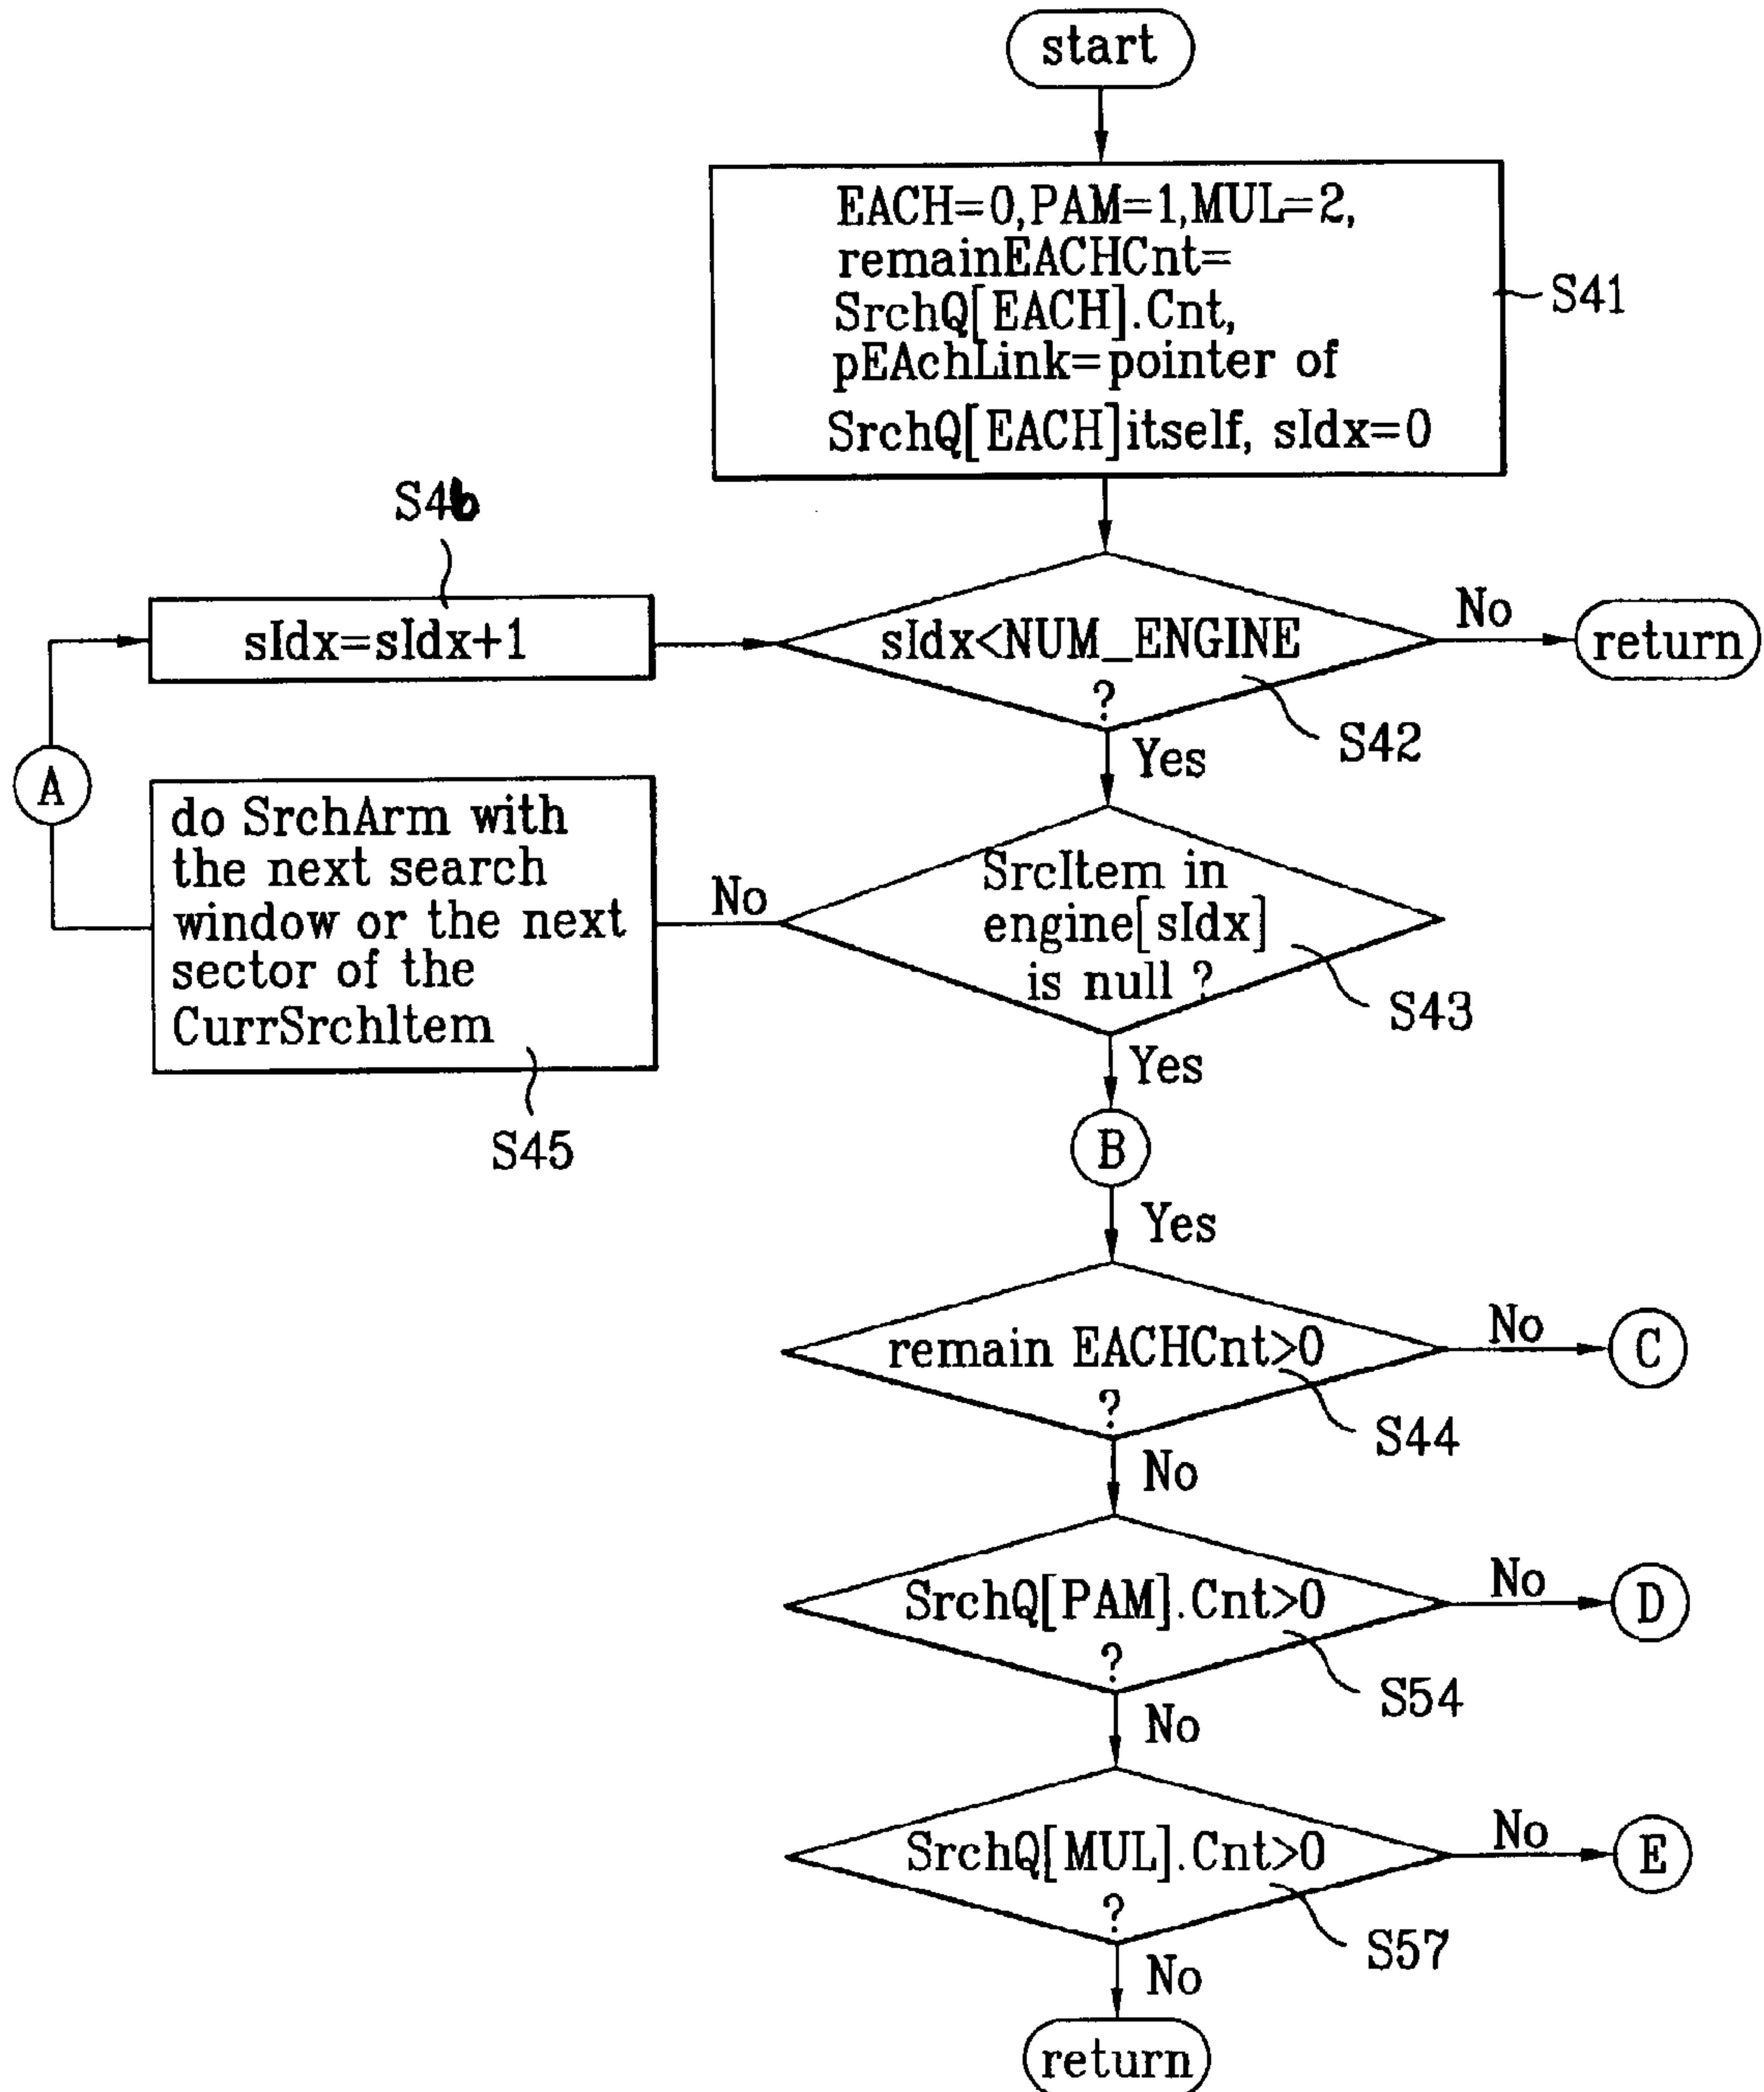 start
EACH=0,PAM=1,MUL=2,
remainEACHCnt=
SrchQ[EACH].Cnt,
pEAchLink=pointer of
SrchQ[EACH]itself, sIdx=0
S41
S46
sIdx=sIdx+1
sIdx<NUM_ENGINE
?
No
return
S42
Yes
A
do SrchArm with
the next search
window or the next
sector of the
CurrSrchItem
S45
No
SrcItem in
engine[sIdx]
is null ?
S43
Yes
B
Yes
remain EACHCnt>0
?
No
C
S44
No
SrchQ[PAM].Cnt>0
?
No
D
S54
No
SrchQ[MUL].Cnt>0
?
No
E
S57
No
return